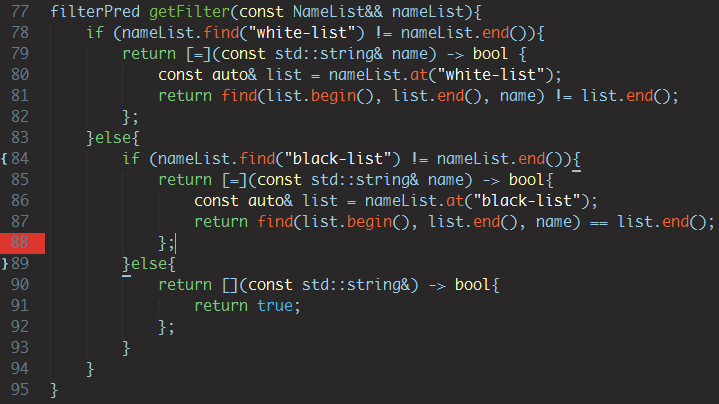 77 filterPred getFilter(const NameList&& nameList){
78     if (nameList.find("white-list") != nameList.end()){
79         return [=](const std::string& name) -> bool {
80             const auto& list = nameList.at("white-list");
81             return find(list.begin(), list.end(), name) != list.end();
82         };
83     }else{
{84         if (nameList.find("black-list") != nameList.end()){
85             return [=](const std::string& name) -> bool{
86                 const auto& list = nameList.at("black-list");
87                 return find(list.begin(), list.end(), name) == list.end();
88             };
}89         }else{
90             return [](const std::string&) -> bool{
91                 return true;
92             };
93         }
94     }
95 }